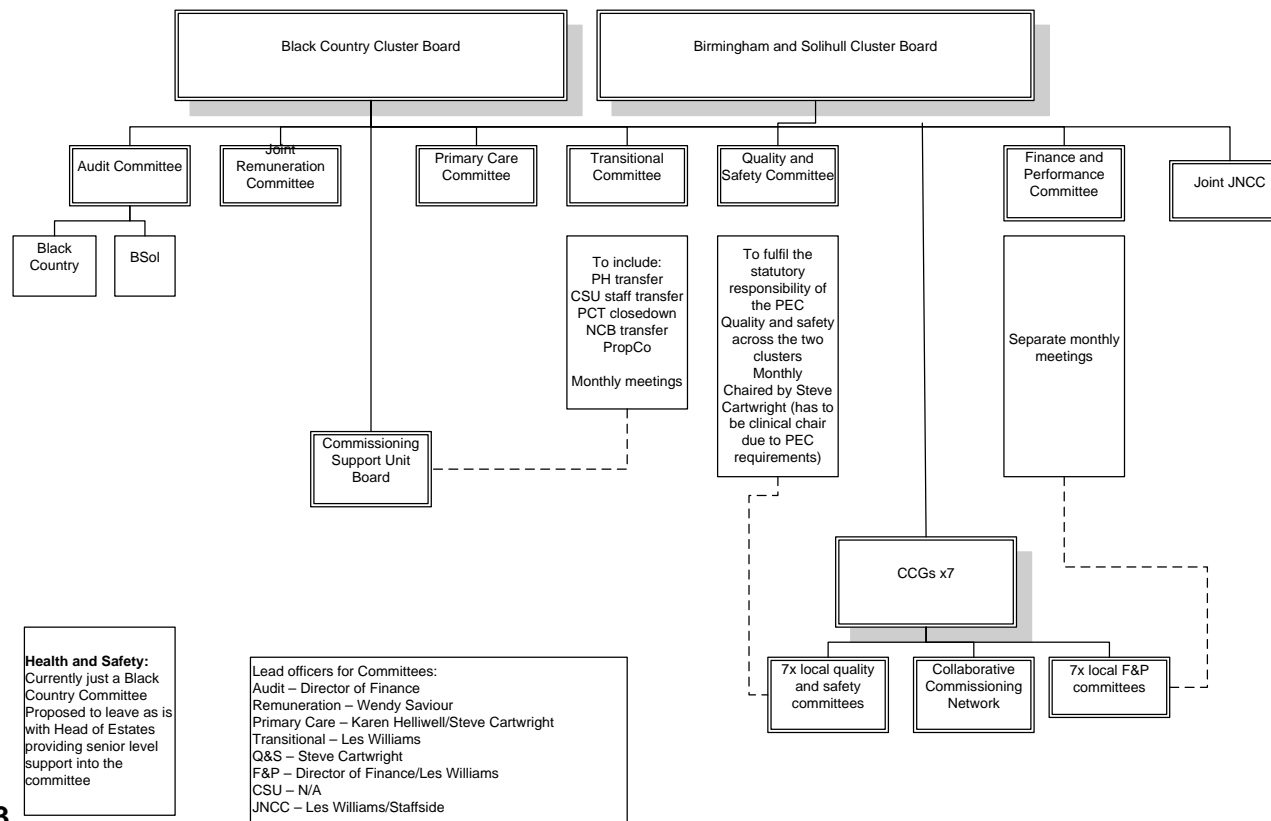 Black Country Cluster Board
Birmingham and Solihull Cluster Board
Audit Committee
Joint
Remuneration
Committee
Primary Care
Committee
Transitional
Committee
Quality and
Safety Committee
Finance and
Performance
Committee
Joint JNCC
Black
Country
BSol
To include:
PH transfer
CSU staff transfer
PCT closedown
NCB transfer
PropCo
Monthly meetings
To fulfil the
statutory
responsibility of
the PEC
Quality and safety
across the two
clusters
Monthly
Chaired by Steve
Cartwright (has to
be clinical chair
due to PEC
requirements)
Separate monthly
meetings
Commissioning
Support Unit
Board
CCGs x7
7x local quality
and safety
committees
Collaborative
Commissioning
Network
7x local F&P
committees
Health and Safety:
Currently just a Black
Country Committee
Proposed to leave as is
with Head of Estates
providing senior level
support into the
committee
Lead officers for Committees:
Audit – Director of Finance
Remuneration – Wendy Saviour
Primary Care – Karen Helliwell/Steve Cartwright
Transitional – Les Williams
Q&S – Steve Cartwright
F&P – Director of Finance/Les Williams
CSU – N/A
JNCC – Les Williams/Staffside